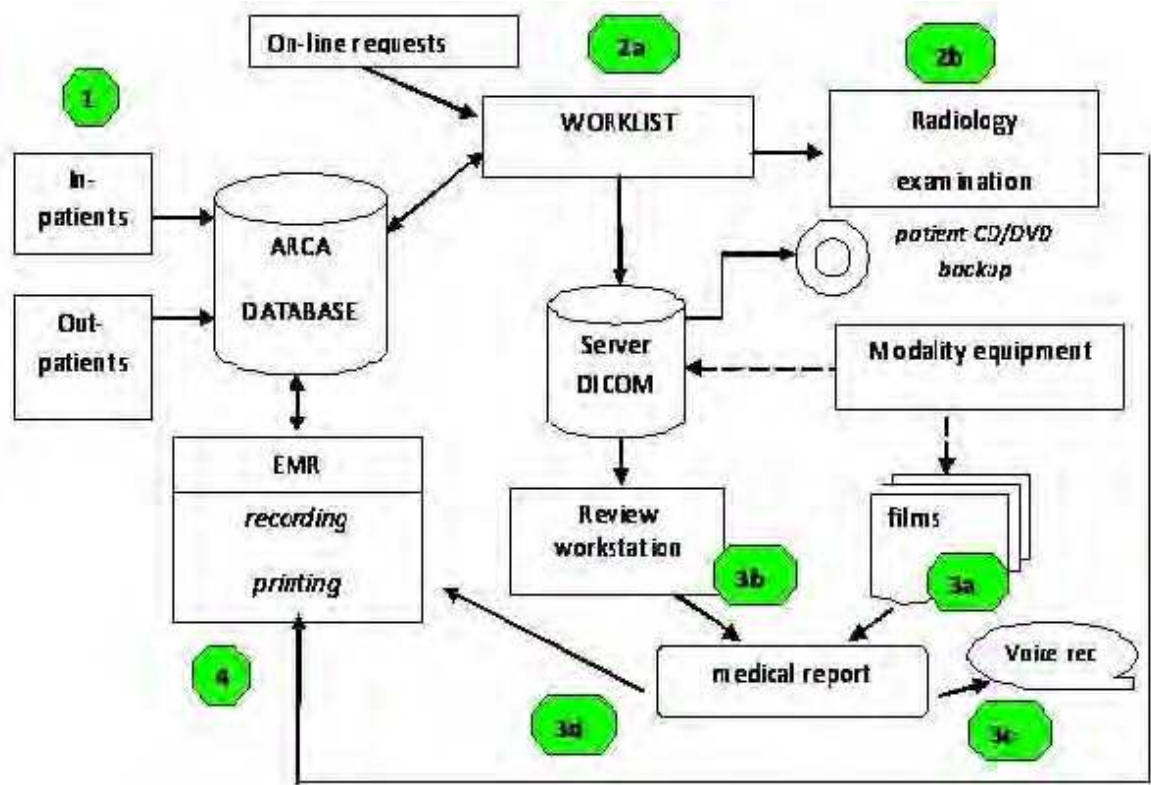 On-line requests
2a
2b
1
WORKLIST
Radiology
examination
In-
patients
ARCA
DATABASE
patient CD/DVD
backup
Out-
patients
Server
DICOM
Modality equipment
EMR
recording
printing
Review
workstation
films
3b
3a
medical report
Voice rec
4
3d
3c